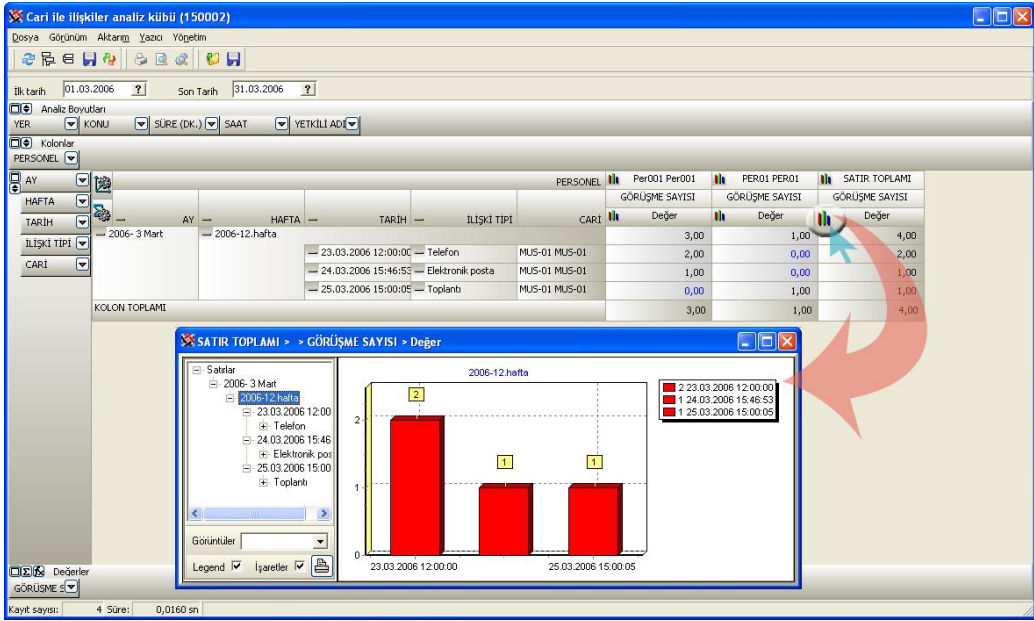 Cari ile ilişkiler analiz kübü (150002)
Dosya Görünüm Aktarım Yazıcı Yönetim
İlk tarih 01.03.2006 ? Son Tarih 31.03.2006 ?
Analiz Boyutları
YER KONU SÜRE (DK.) SAAT YETKİLİ ADI
Kolonlar
PERSONEL
AY
HAFTA
TARİH
İLİŞKİ TİPİ
CARİ
PERSONEL Per001 Per001 PER01 PER01 SATIR TOPLAMI
GÖRÜŞME SAYISI GÖRÜŞME SAYISI GÖRÜŞME SAYISI
AY HAFTA TARİH İLİŞKİ TİPİ CARİ Değer Değer Değer
2006- 3 Mart 2006-12.hafta 3,00 1,00 4,00
23.03.2006 12:00:00 Telefon MUS-01 MUS-01 2,00 0,00 2,00
24.03.2006 15:46:53 Elektronik posta MUS-01 MUS-01 1,00 0,00 1,00
25.03.2006 15:00:05 Toplantı MUS-01 MUS-01 0,00 1,00 1,00
KOLON TOPLAMI 3,00 1,00 4,00
SATIR TOPLAMI > > GÖRÜŞME SAYISI > Değer
Satırlar
2006- 3 Mart
2006-12.hafta
23.03.2006 12:00
Telefon
24.03.2006 15:46
Elektronik pos
25.03.2006 15:00
Toplantı
Görüntüler
Legend İşaretler
2006-12.hafta
2
1
1
2
1
0
23.03.2006 12:00:00 25.03.2006 15:00:05
2 23.03.2006 12:00:00
1 24.03.2006 15:46:53
1 25.03.2006 15:00:05
Değerler
GÖRÜŞME S
Kayıt sayısı: 4 Süre: 0,0160 sn